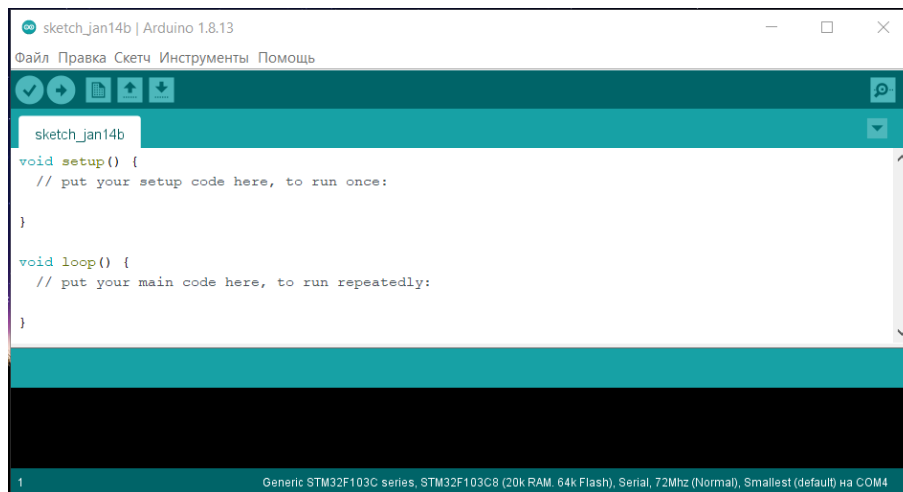 sketch_jan14b | Arduino 1.8.13
Файл Правка Скетч Инструменты Помощь
sketch_jan14b
void setup() {
  // put your setup code here, to run once:
}
void loop() {
  // put your main code here, to run repeatedly:
}
1 Generic STM32F103C series, STM32F103C8 (20k RAM. 64k Flash), Serial, 72Mhz (Normal), Smallest (default) на COM4